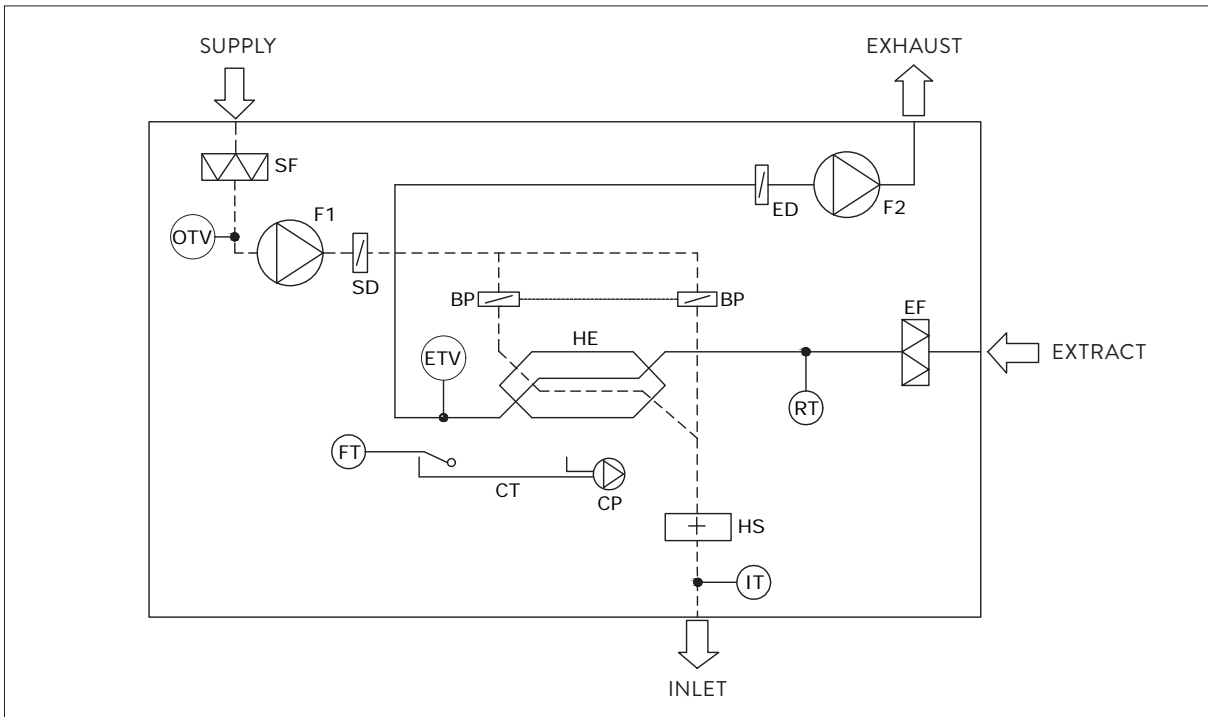 SUPPLY
EXHAUST
SF
F1
OTV
SD
ED
F2
BP
BP
EF
HE
ETV
EXTRACT
RT
FT
CT
CP
HS
IT
INLET